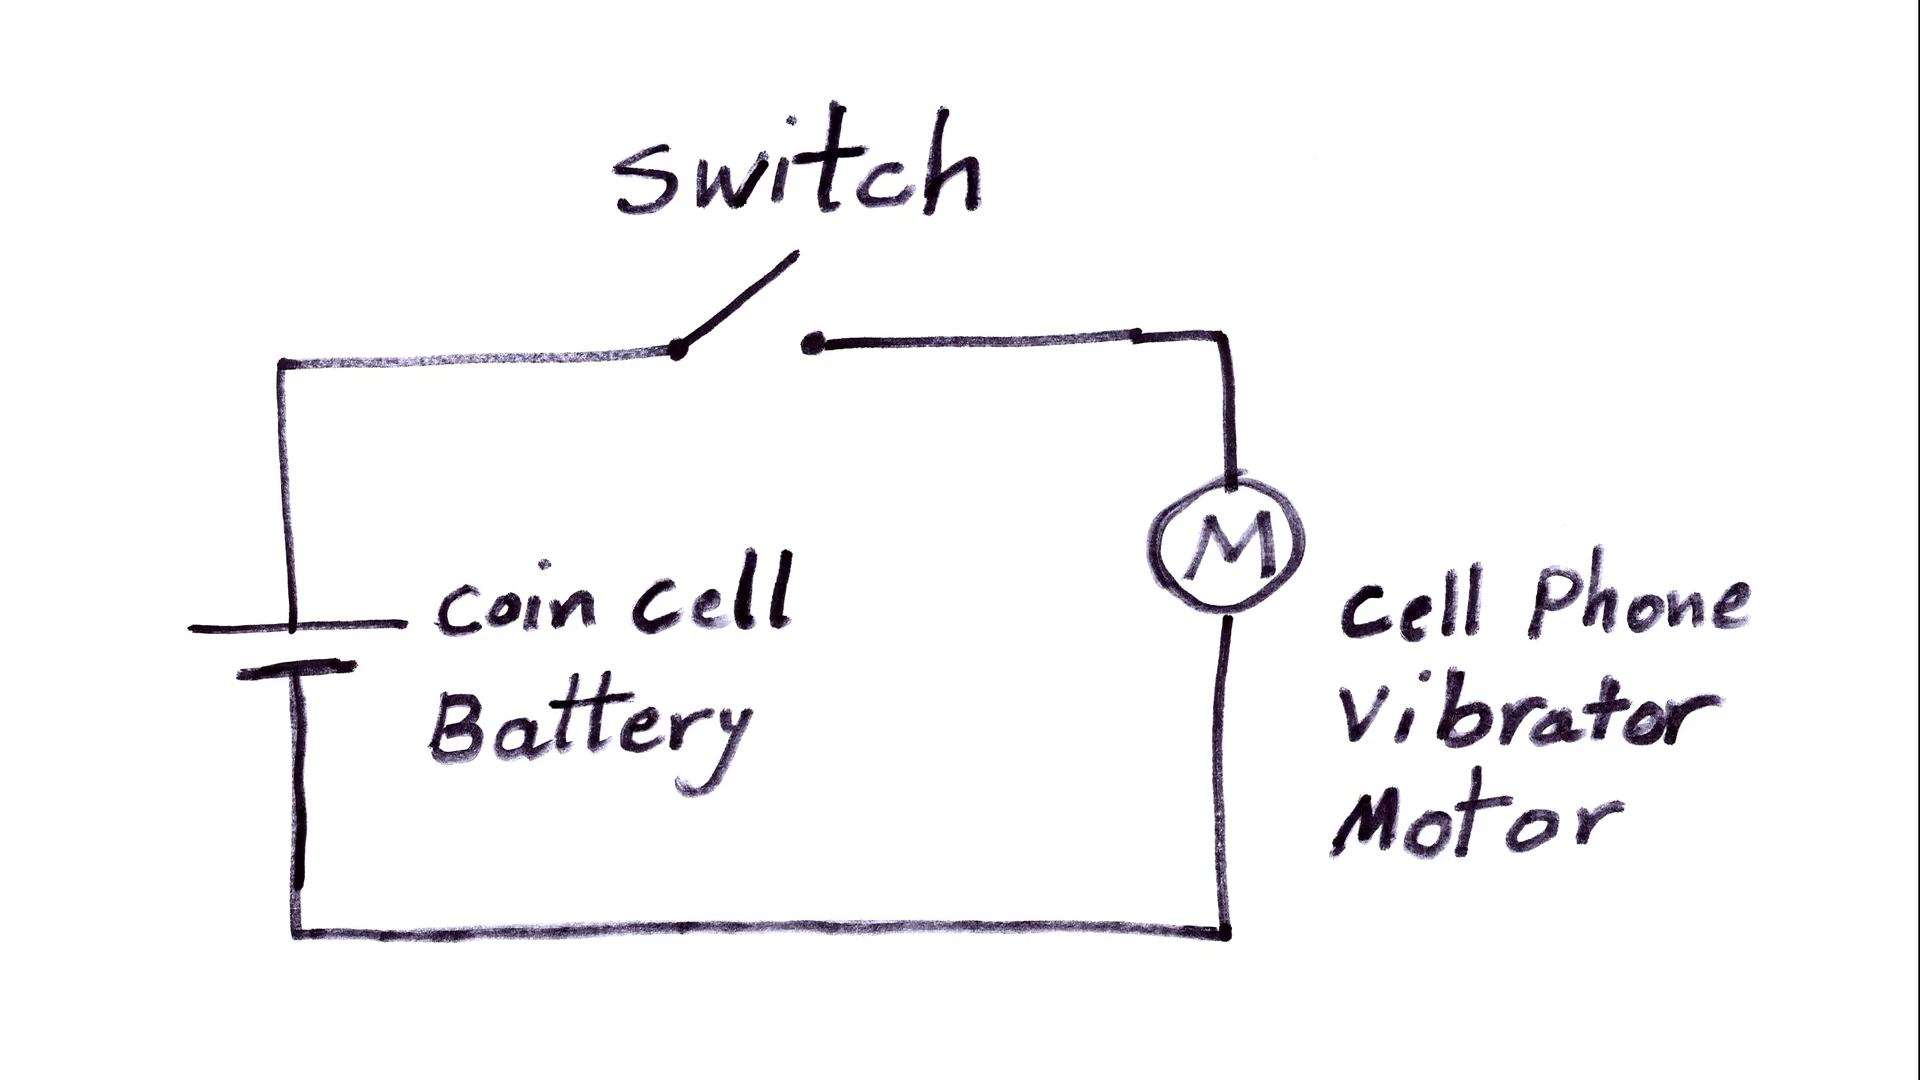 Switch
M
Coin Cell
Battery
Cell Phone
Vibrator
Motor